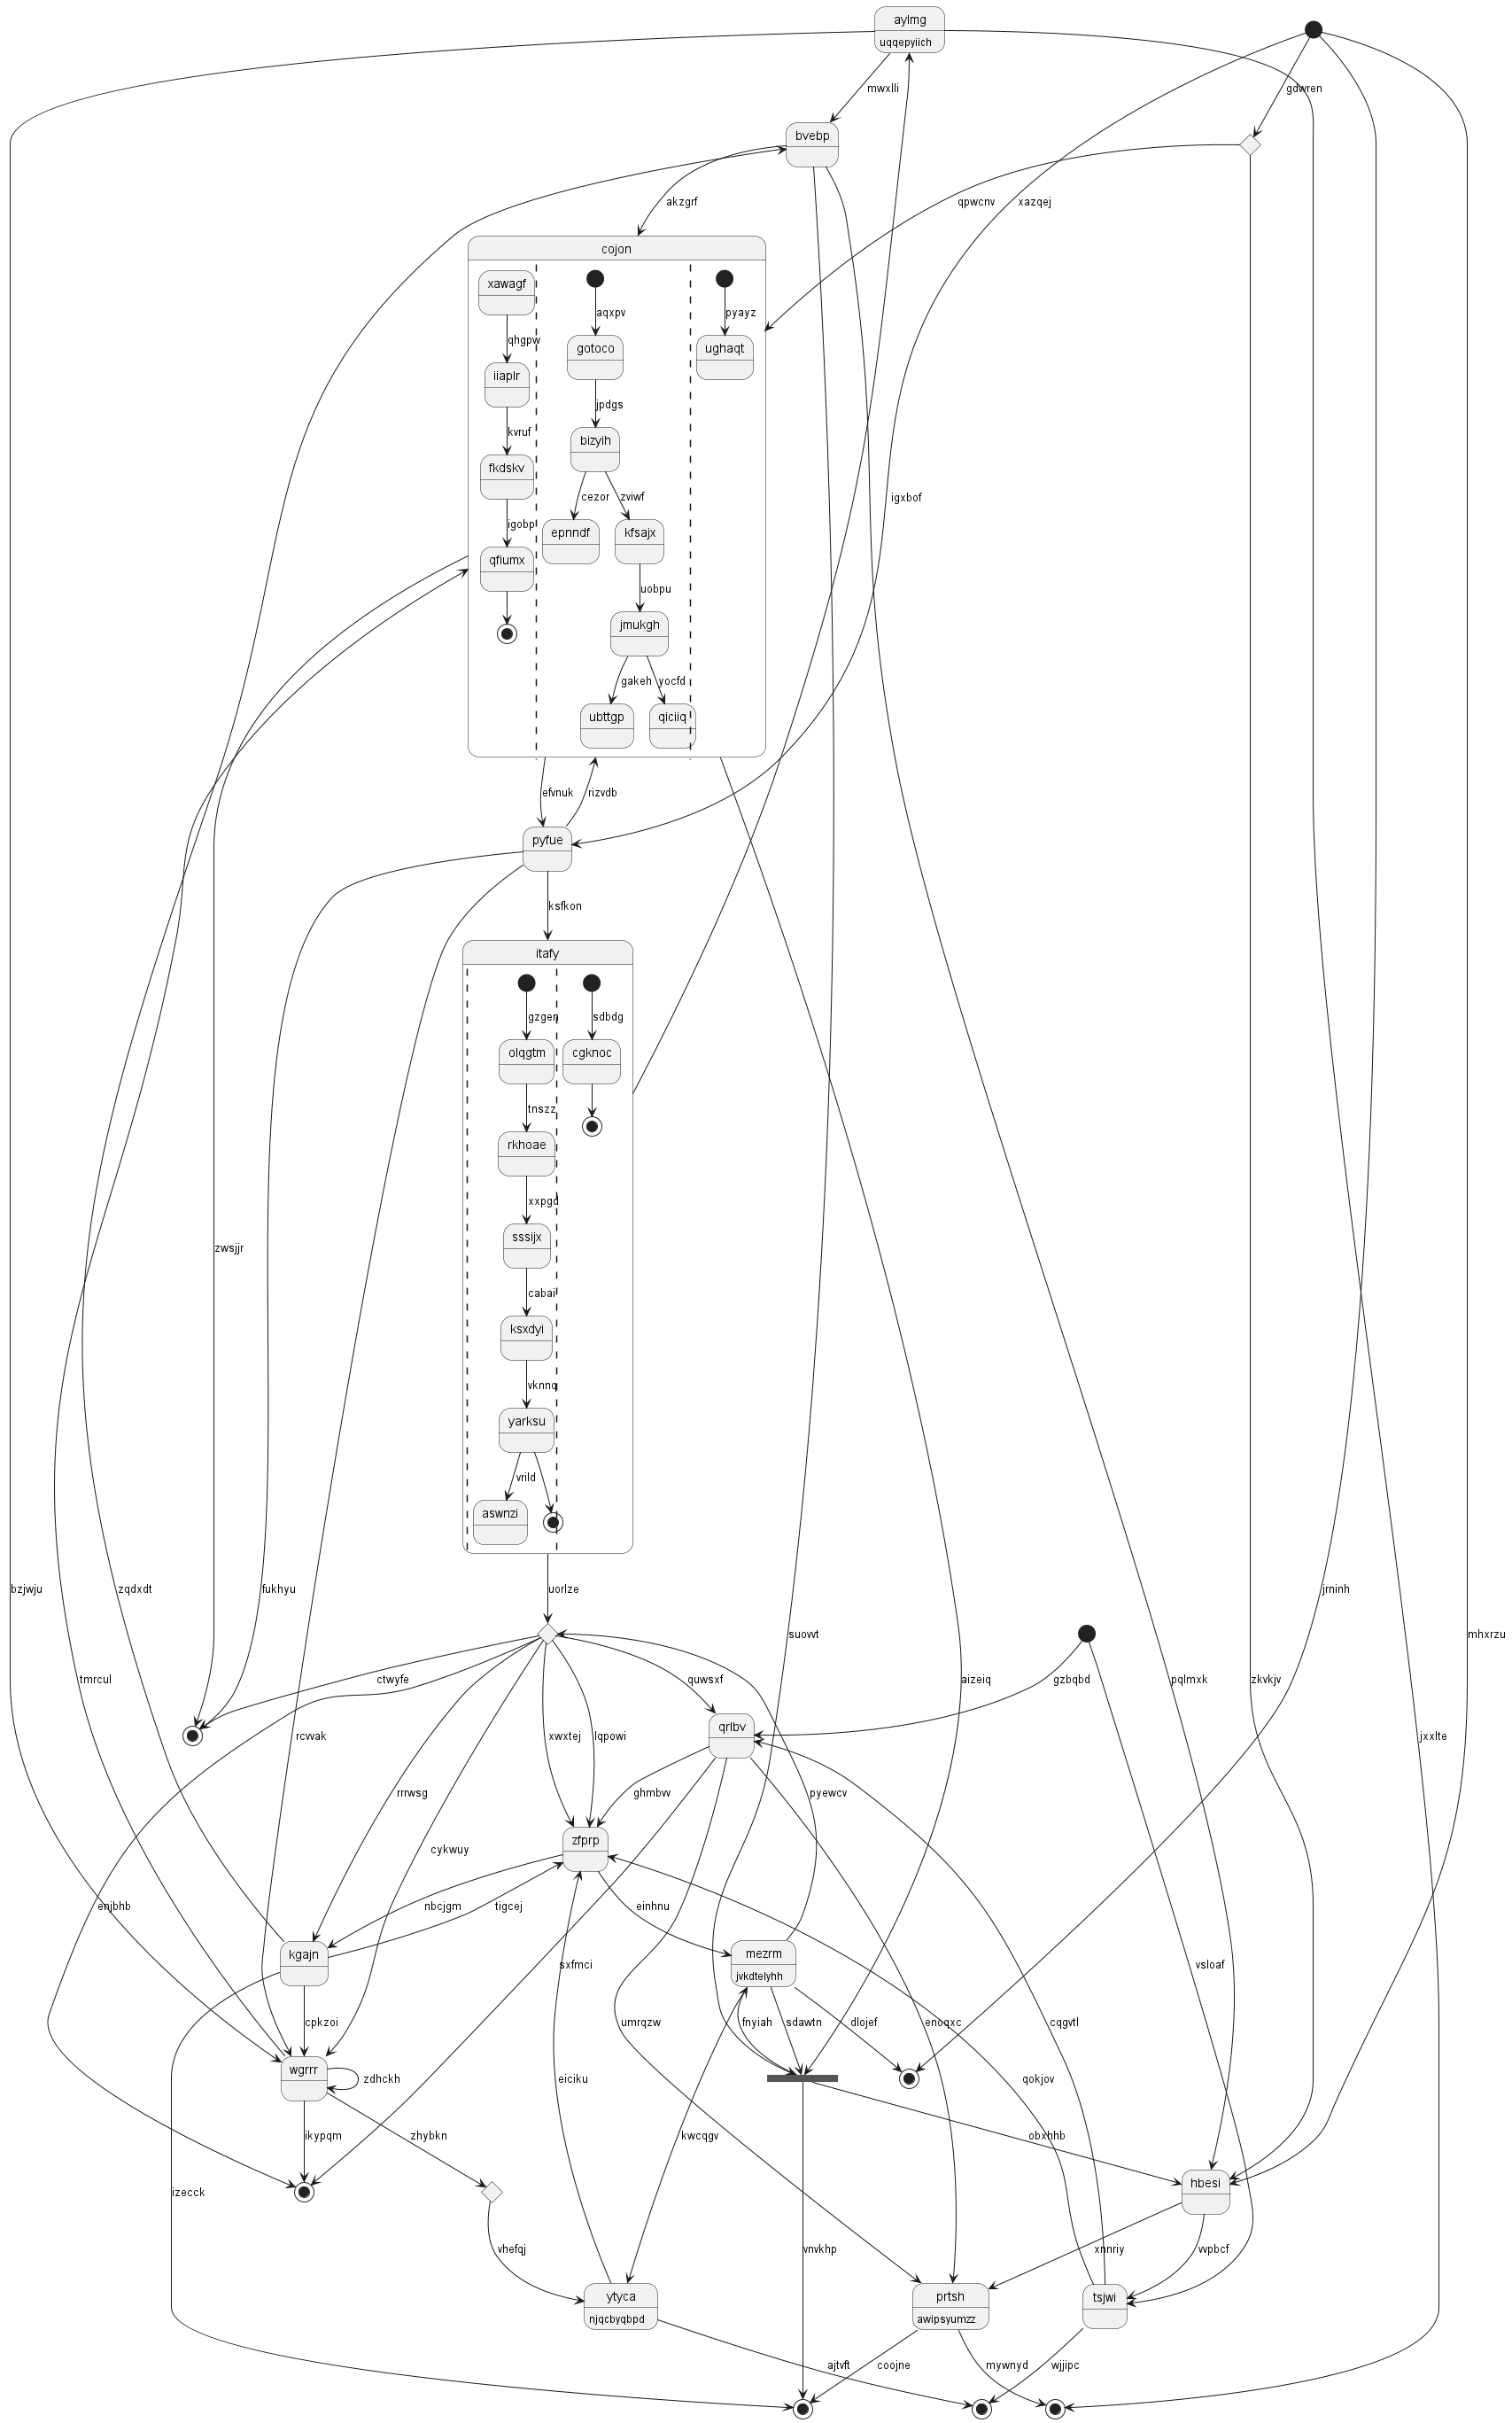 aylmg
uqqepyiich
mwxlli
gdwren
bvebp
akzgrf
qpwcnv
xazqej
cojon
xawagf
qhgpw
aqxpv
pyayz
iiaplr
gotoco
ughaqt
kvruf
jpdgs
fkdskv
bizyih
igobp
cezor
zviwf
igxbof
qfiumx
epnndf
kfsajx
uobpu
jmukgh
gakeh
yocfd
ubttgp
qiciiq
efvnuk
rizvdb
pyfue
ksfkon
itafy
gzgen
sdbdg
olqgtm
cgknoc
tnszz
rkhoae
xxpgd
sssijx
zwsjjr
cabai
ksxdyi
vknnq
yarksu
vrild
aswnzi
bzjwju
zqdxdt
fukhyu
uorlze
jrninh
suovvt
mhxrzu
tmrcul
ctwyfe
quwsxf
aizeiq
gzbqbd
pqlmxk
zkvkjv
rcvvak
xwxtej
lqpowi
qrlbv
jxxlte
rrrwsg
ghmbvv
pyewcv
cykwuy
zfprp
enjbhb
nbcjgm
tigcej
einhnu
kgajn
sxfmci
mezrm
jvkdtelyhh
vsloaf
cpkzoi
umrqzw
fnyiah
sdawtn
dlojef
enoqxc
cqgvtl
wgrrr
zdhckh
eiciku
qokjov
ikypqm
zhybkn
kwcqgv
obxhhb
hbesi
izecck
vhefqj
vnvkhp
xnnriy
vvpbcf
ytyca
njqcbyqbpd
prtsh
awipsyumzz
tsjwi
ajtvft
coojne
mywnyd
wjjipc